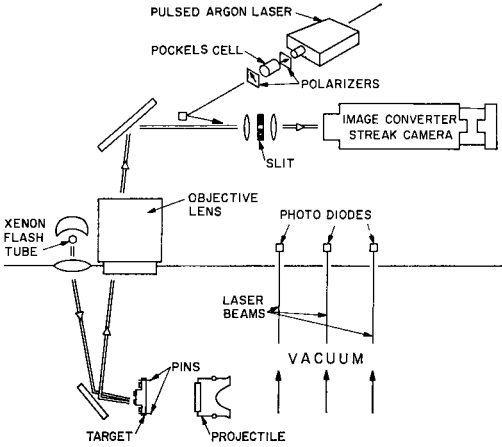 PULSED ARGON LASER
POCKELS CELL
POLARIZERS
IMAGE CONVERTER
STREAK CAMERA
SLIT
OBJECTIVE
LENS
XENON
FLASH
TUBE
PHOTO DIODES
LASER
BEAMS
VACUUM
PINS
TARGET
PROJECTILE